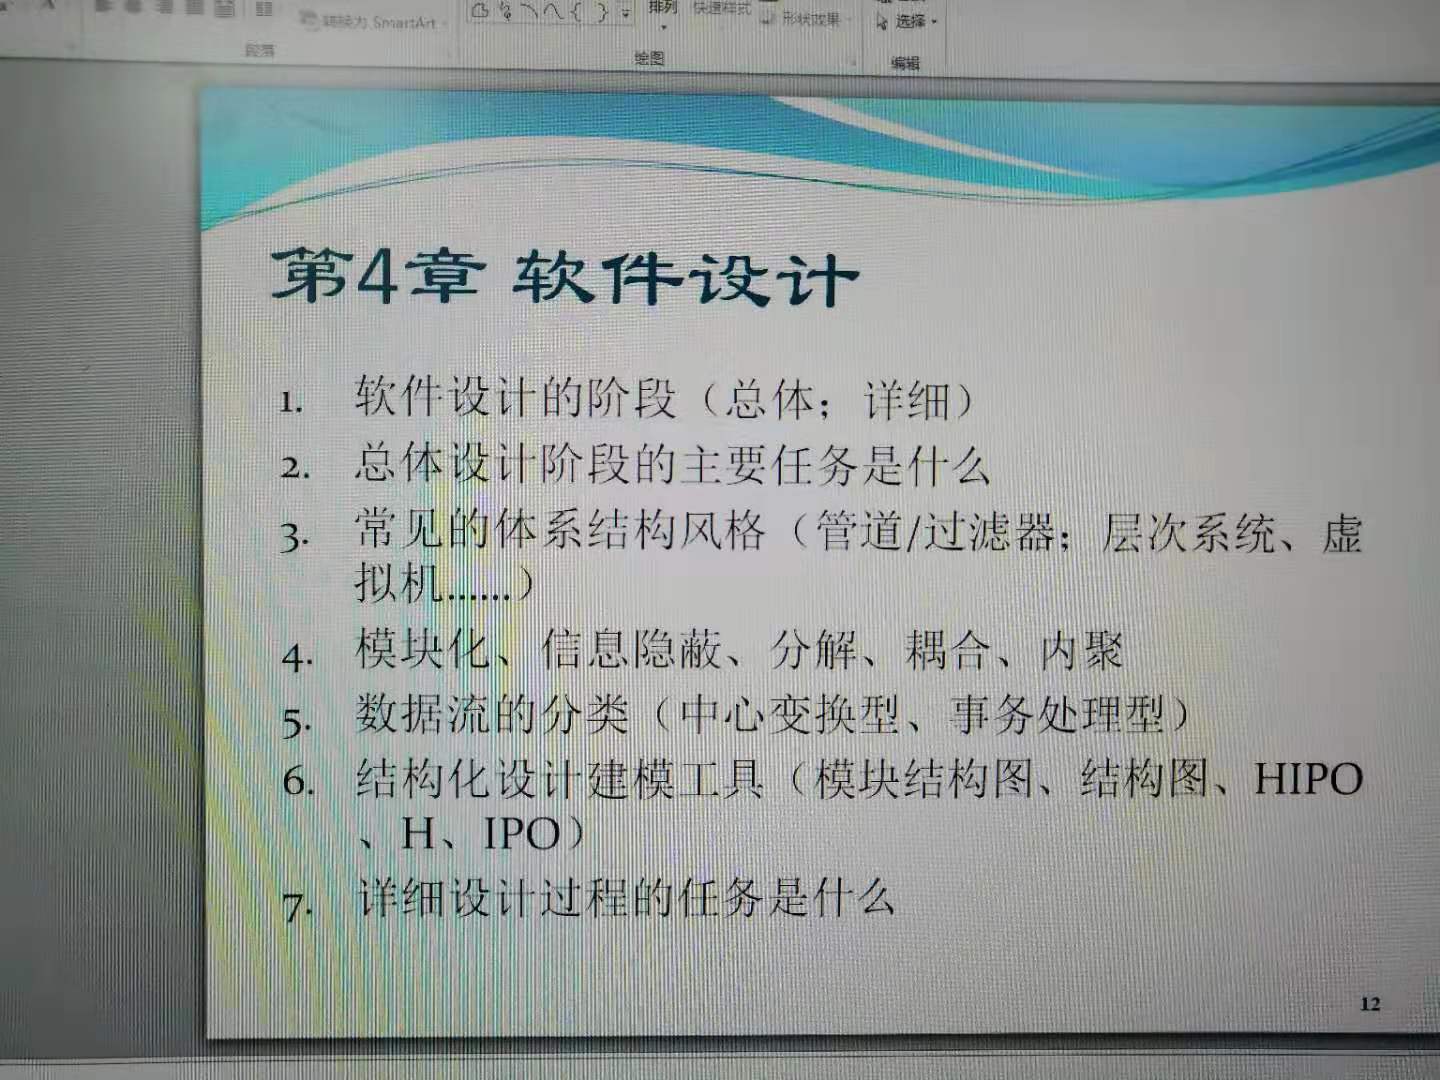 转换为 SmartArt
排列
快速样式
形状效果
选择
段落
绘图
编辑
第4章 软件设计
1. 软件设计的阶段（总体；详细）
2. 总体设计阶段的主要任务是什么
3. 常见的体系结构风格（管道/过滤器；层次系统、虚
拟机......）
4. 模块化、信息隐蔽、分解、耦合、内聚
5. 数据流的分类（中心变换型、事务处理型）
6. 结构化设计建模工具（模块结构图、结构图、HIPO
、H、IPO）
7. 详细设计过程的任务是什么
12